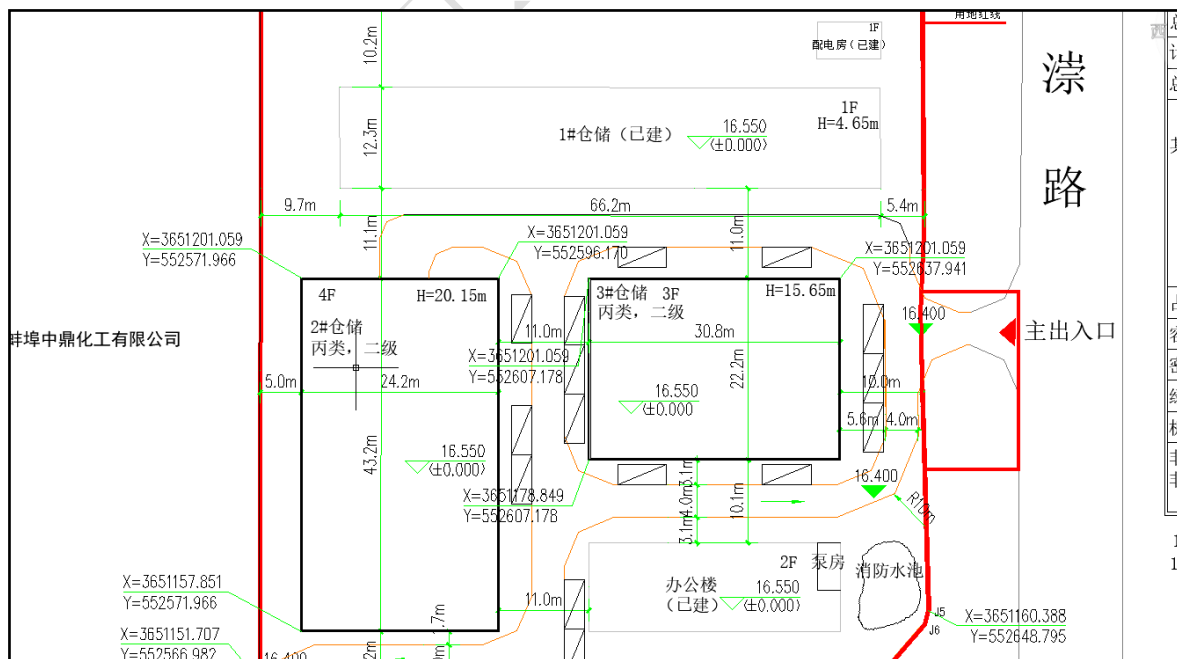 用地红线
1F
配电房（已建）
10.2m
12.3m
1#仓储（已建）
16.550
(±0.000)
1F
H=4.65m
漴
路
9.7m
66.2m
5.4m
11.1m
11.0m
X=3651201.059
Y=552571.966
X=3651201.059
Y=552596.170
X=3651201.059
Y=552637.941
4F
H=20.15m
2#仓储
丙类，二级
3#仓储 3F
丙类，二级
H=15.65m
16.400
主出入口
蚌埠中鼎化工有限公司
11.0m
30.8m
X=3651201.059
Y=552607.178
22.2m
5.0m
24.2m
10.0m
16.550
(±0.000
5.6m
4.0m
43.2m
16.550
(±0.000)
X=3651178.849
Y=552607.178
3.1m
4.0m
3.1m
10.1m
16.400
R10m
2F
泵房
消防水池
办公楼
（已建）
16.550
(±0.000)
X=3651157.851
Y=552571.966
11.0m
X=3651151.707
Y=552566.982
J5
J6
X=3651160.388
Y=552648.795
16.400